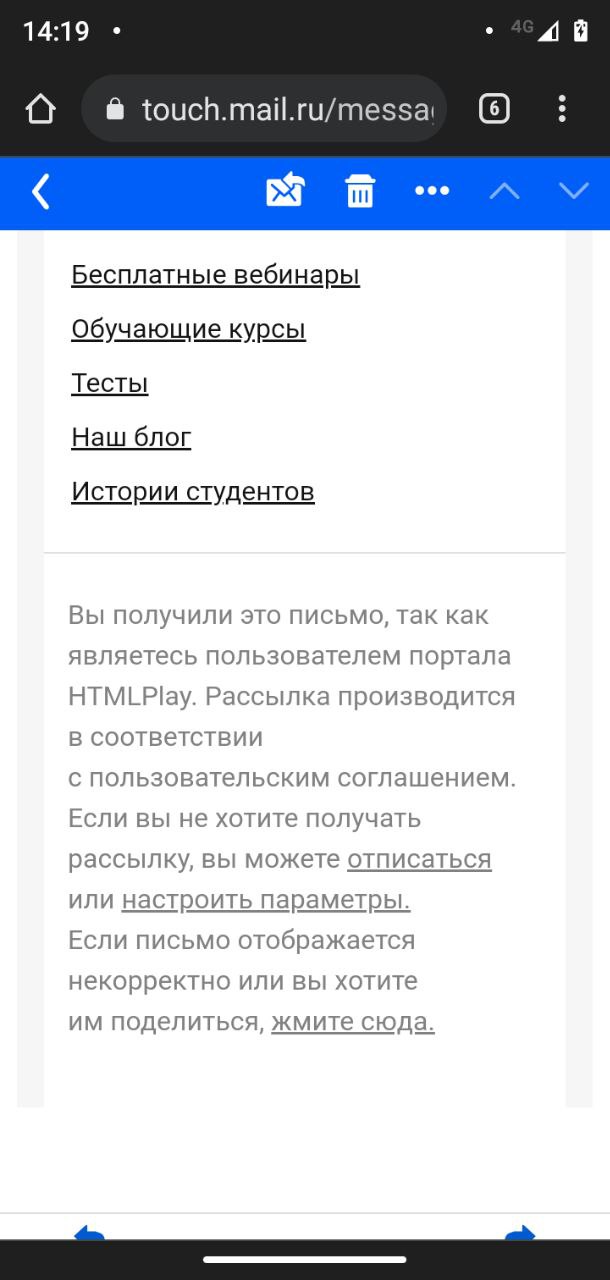 14:19
4G
touch.mail.ru/messa
6
Бесплатные вебинары
Обучающие курсы
Тесты
Наш блог
Истории студентов
Вы получили это письмо, так как
являетесь пользователем портала
HTMLPlay. Рассылка производится
в соответствии
с пользовательским соглашением.
Если вы не хотите получать
рассылку, вы можете отписаться
или настроить параметры.
Если письмо отображается
некорректно или вы хотите
им поделиться, жмите сюда.